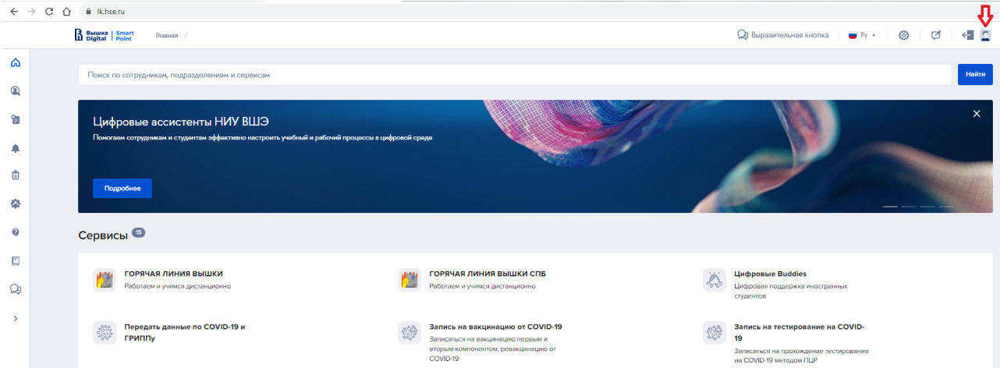 lk.hse.ru
Вышка | Smart
Digital | Point
Главная /
Выразительная кнопка
Ру
Поиск по сотрудникам, подразделениям и сервисам
Найти
Цифровые ассистенты НИУ ВШЭ
Помогаем сотрудникам и студентам эффективно настроить учебный и рабочий процессы в цифровой среде
Подробнее
Сервисы 15
ГОРЯЧАЯ ЛИНИЯ ВЫШКИ
Работаем и учимся дистанционно
ГОРЯЧАЯ ЛИНИЯ ВЫШКИ СПБ
Работаем и учимся дистанционно
Цифровые Buddies
Цифровая поддержка иностранных
студентов
Передать данные по COVID-19 и
ГРИППу
Запись на вакцинацию от COVID-19
Записаться на вакцинацию первым и
вторым компонентом, ревакцинацию от
COVID-19
Запись на тестирование на COVID-
19
Записаться на прохождение тестирования
на COVID-19 методом ПЦР